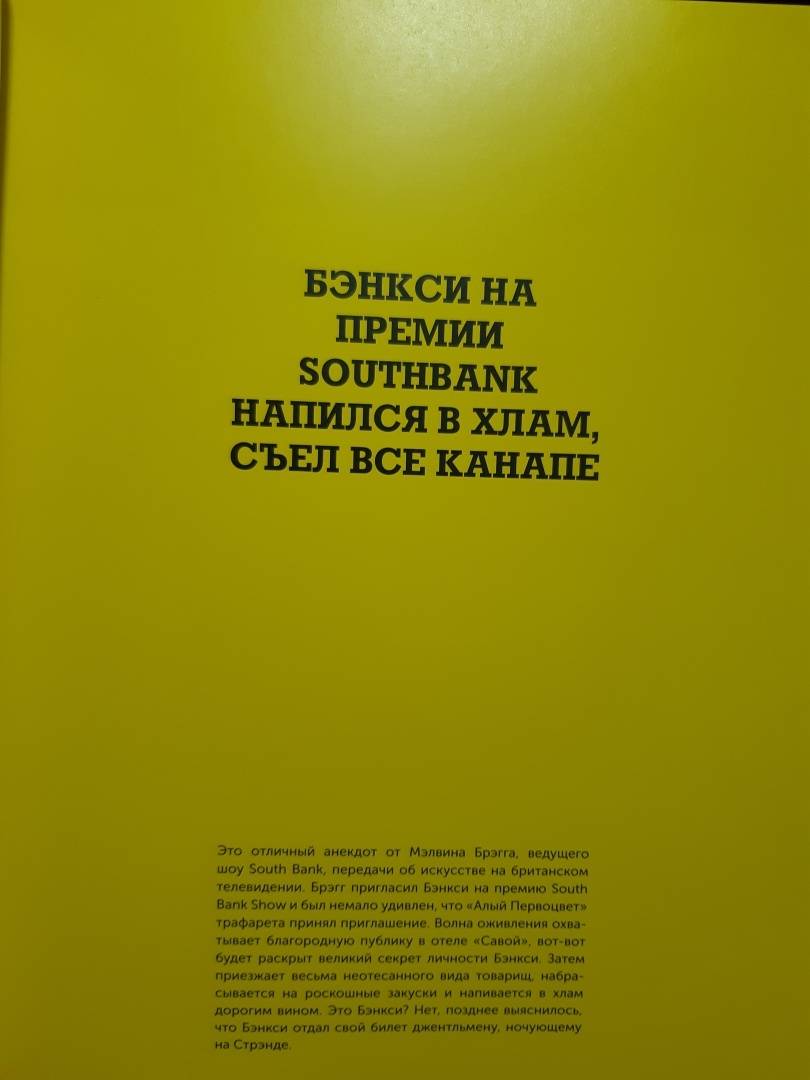 БЭНКСИ НА
ПРЕМИИ
SOUTHBANK
НАПИЛСЯ В ХЛАМ,
СЪЕЛ ВСЕ КАНАПЕ
Это отличный анекдот от Мэлвина Брэгга, ведущего
шоу South Bank, передачи об искусстве на британском
телевидении. Брэгг пригласил Бэнкси на премию South
Bank Show и был немало удивлен, что «Алый Первоцвет»
трафарета принял приглашение. Волна оживления охва-
тывает благородную публику в отеле «Савой», вот-вот
будет раскрыт великий секрет личности Бэнкси. Затем
приезжает весьма неотесанного вида товарищ, набра-
сывается на роскошные закуски и напивается в хлам
дорогим вином. Это Бэнкси? Нет, позднее выяснилось,
что Бэнкси отдал свой билет джентльмену, ночующему
на Стрэнде.